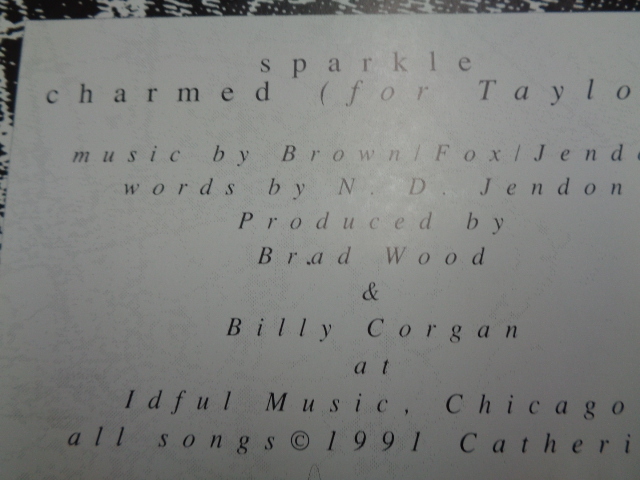 sparkle
charmed (for Taylo
music by Brown/Fox/Jend
words by N. D. Jendon
Produced by
Brad Wood
&
Billy Corgan
at
Idful Music, Chicago
all songs©1991 Catheri